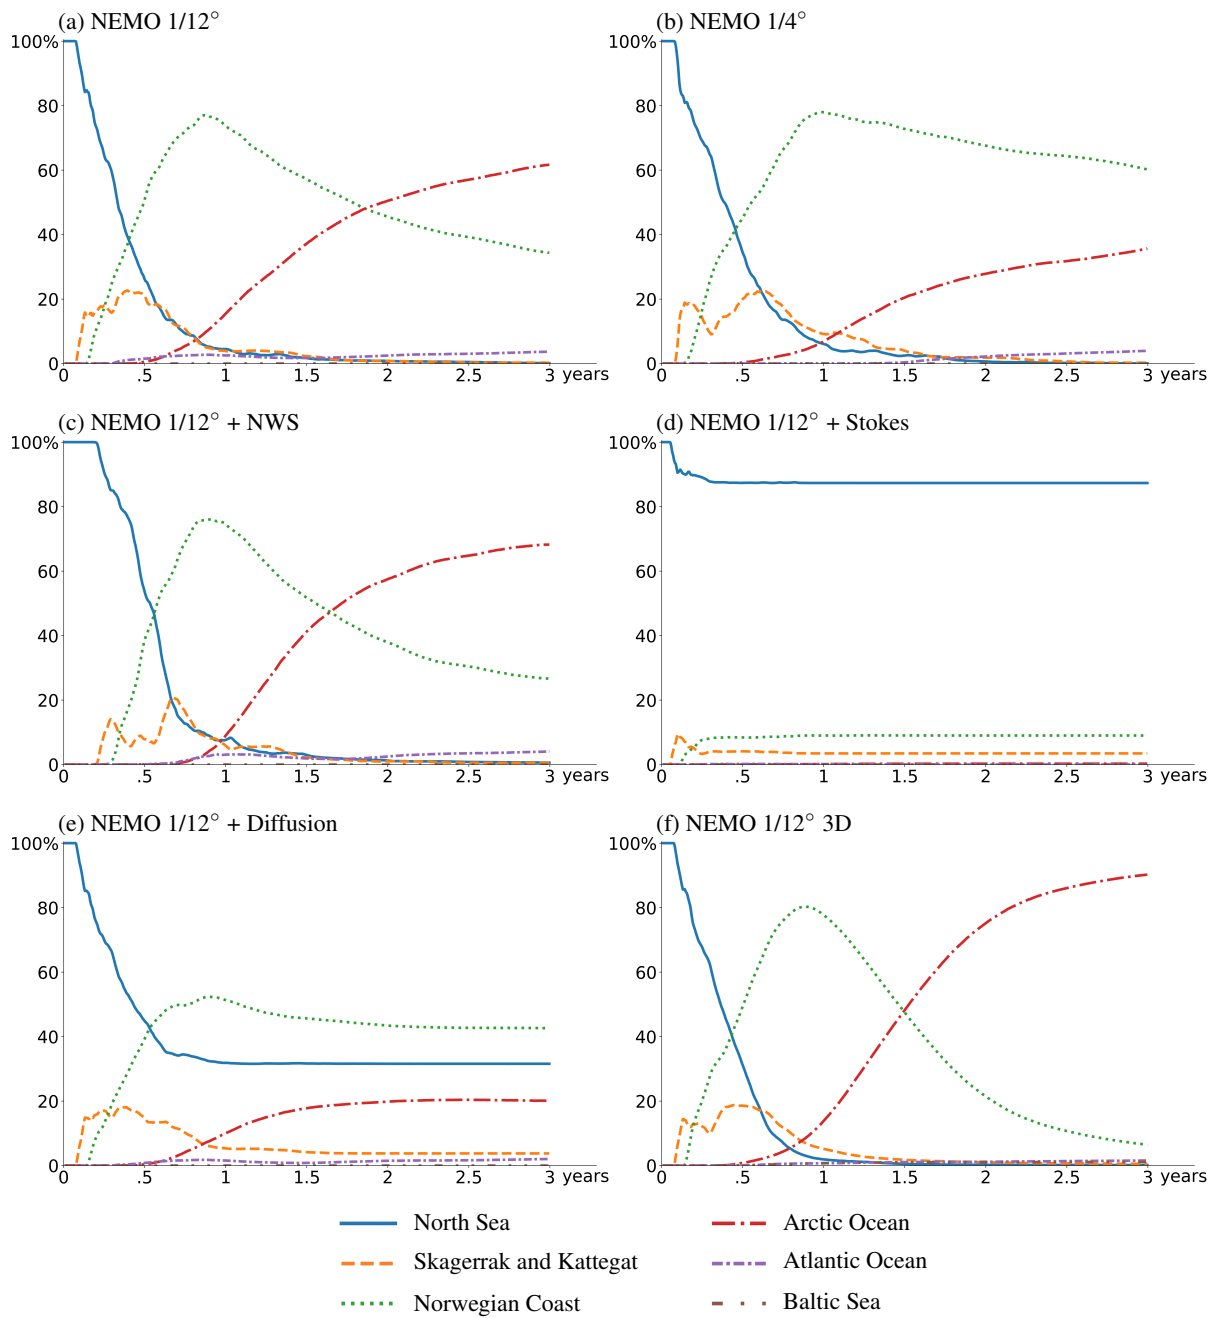 (a) NEMO 1/12° (b) NEMO 1/4°
100% 100%
80 80
60 60
40 40
20 20
0 0
0 .5 1 1.5 2 2.5 3 years 0 .5 1 1.5 2 2.5 3 years
(c) NEMO 1/12° + NWS (d) NEMO 1/12° + Stokes
100% 100%
80 80
60 60
40 40
20 20
0 0
0 .5 1 1.5 2 2.5 3 years 0 .5 1 1.5 2 2.5 3 years
(e) NEMO 1/12° + Diffusion (f) NEMO 1/12° 3D
100% 100%
80 80
60 60
40 40
20 20
0 0
0 .5 1 1.5 2 2.5 3 years 0 .5 1 1.5 2 2.5 3 years
North Sea Arctic Ocean
Skagerrak and Kattegat Atlantic Ocean
Norwegian Coast Baltic Sea